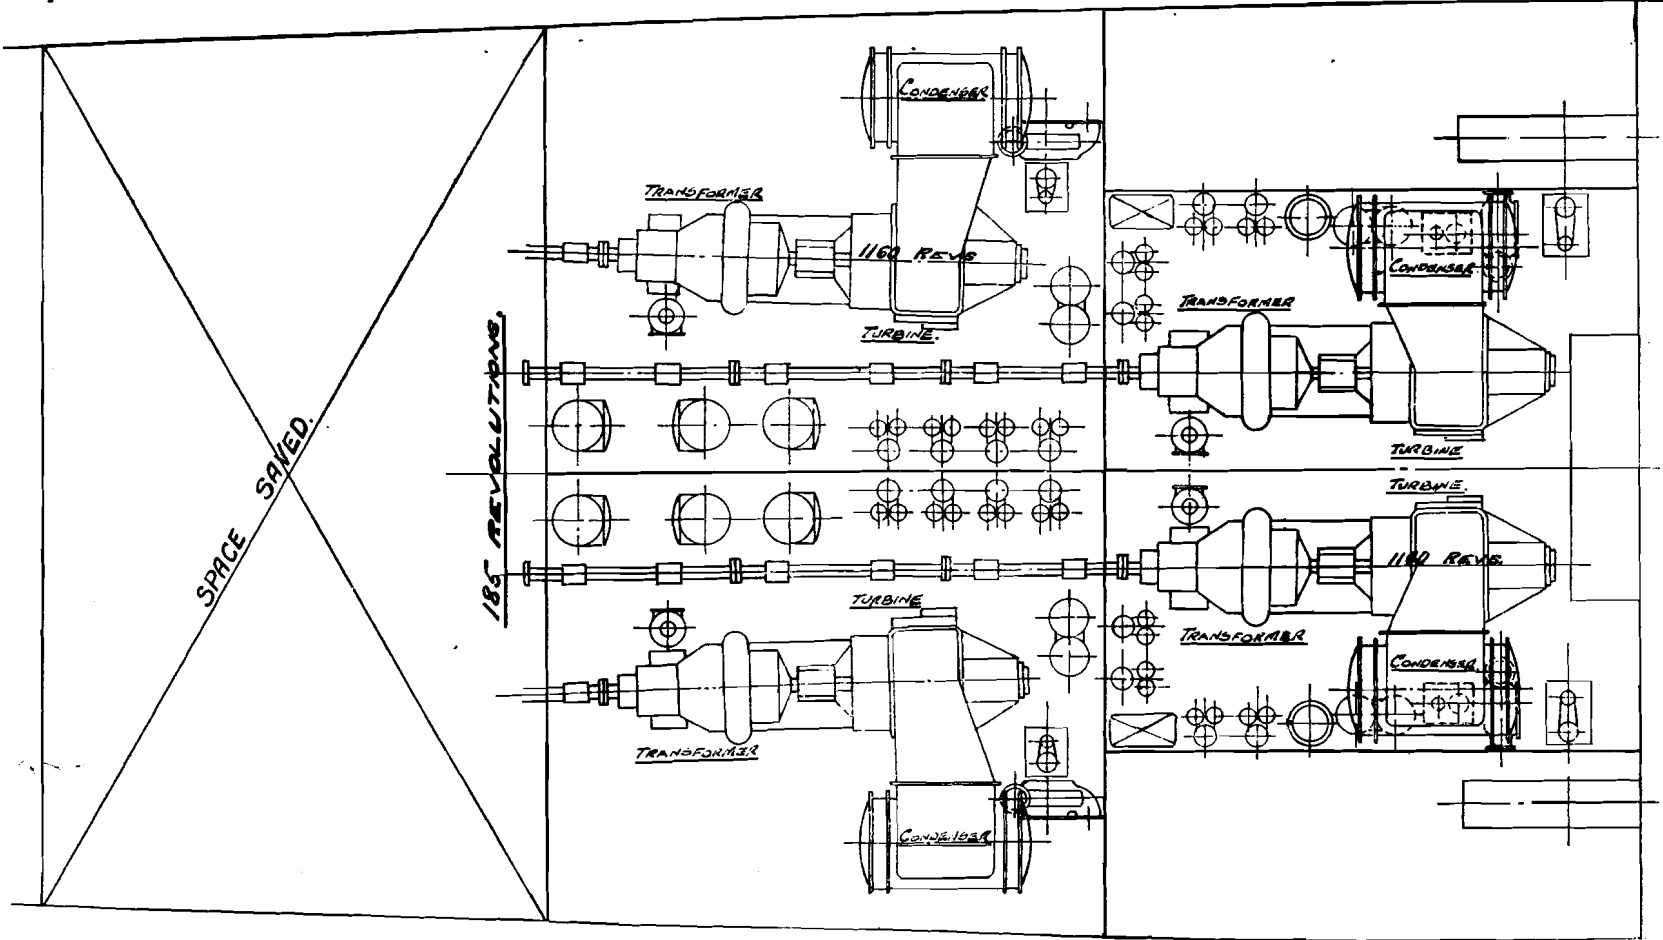 CONDENSER
TRANSFORMER
1160 REVS
TURBINE.
CONDENSER
TRANSFORMER
TURBINE
TURBINE.
1160 REVS.
TRANSFORMER
CONDENSER
185 REVOLUTIONS.
SPACE SAVED.
TURBINE
TRANSFORMER
CONDENSER